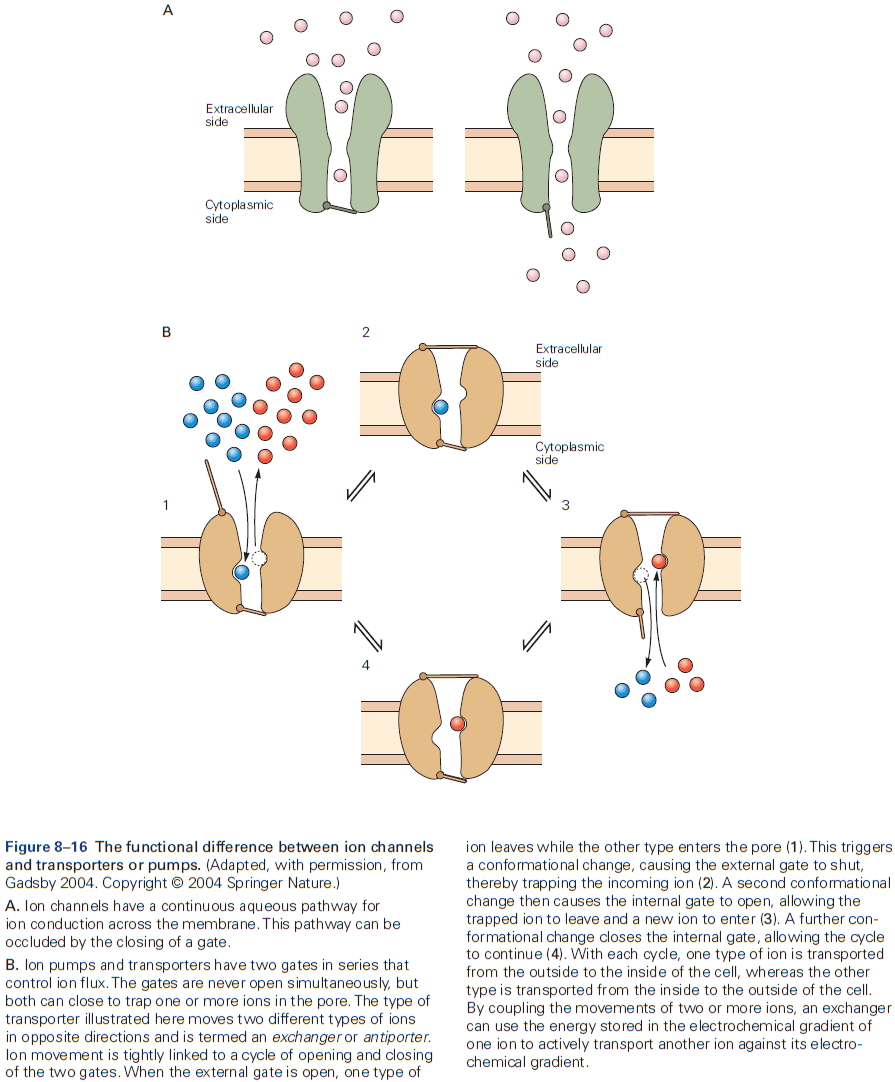 A
Extracellular
side
Cytoplasmic
side
B
2
Extracellular
side
Cytoplasmic
side
1
3
4
Figure 8–16 The functional difference between ion channels
and transporters or pumps. (Adapted, with permission, from
Gadsby 2004. Copyright © 2004 Springer Nature.)
A. Ion channels have a continuous aqueous pathway for
ion conduction across the membrane. This pathway can be
occluded by the closing of a gate.
B. Ion pumps and transporters have two gates in series that
control ion flux. The gates are never open simultaneously, but
both can close to trap one or more ions in the pore. The type of
transporter illustrated here moves two different types of ions
in opposite directions and is termed an exchanger or antiporter.
Ion movement is tightly linked to a cycle of opening and closing
of the two gates. When the external gate is open, one type of
ion leaves while the other type enters the pore (1). This triggers
a conformational change, causing the external gate to shut,
thereby trapping the incoming ion (2). A second conformational
change then causes the internal gate to open, allowing the
trapped ion to leave and a new ion to enter (3). A further con-
formational change closes the internal gate, allowing the cycle
to continue (4). With each cycle, one type of ion is transported
from the outside to the inside of the cell, whereas the other
type is transported from the inside to the outside of the cell.
By coupling the movements of two or more ions, an exchanger
can use the energy stored in the electrochemical gradient of
one ion to actively transport another ion against its electro-
chemical gradient.